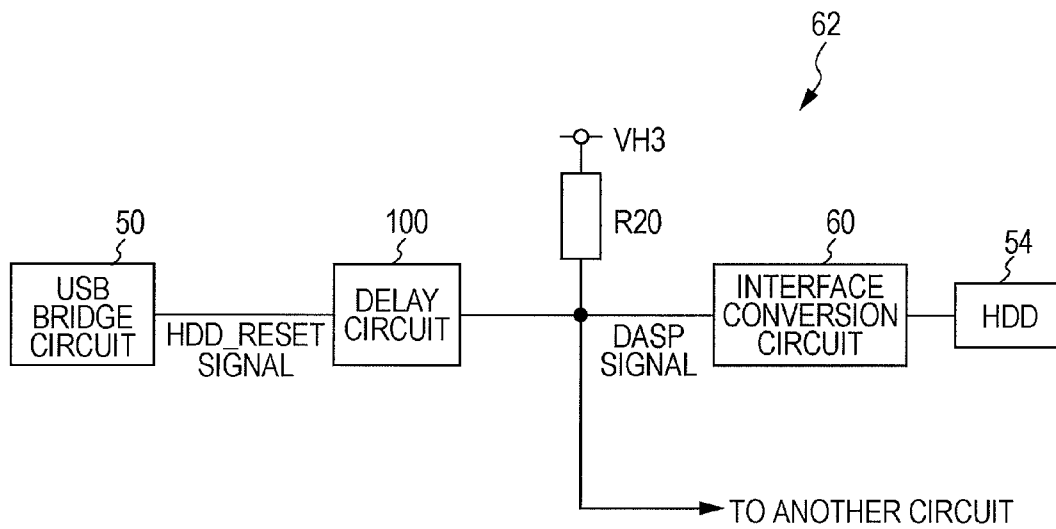 62
VH3
R20
50
USB
BRIDGE
CIRCUIT
HDD_RESET
SIGNAL
100
DELAY
CIRCUIT
DASP
SIGNAL
60
INTERFACE
CONVERSION
CIRCUIT
54
HDD
TO ANOTHER CIRCUIT